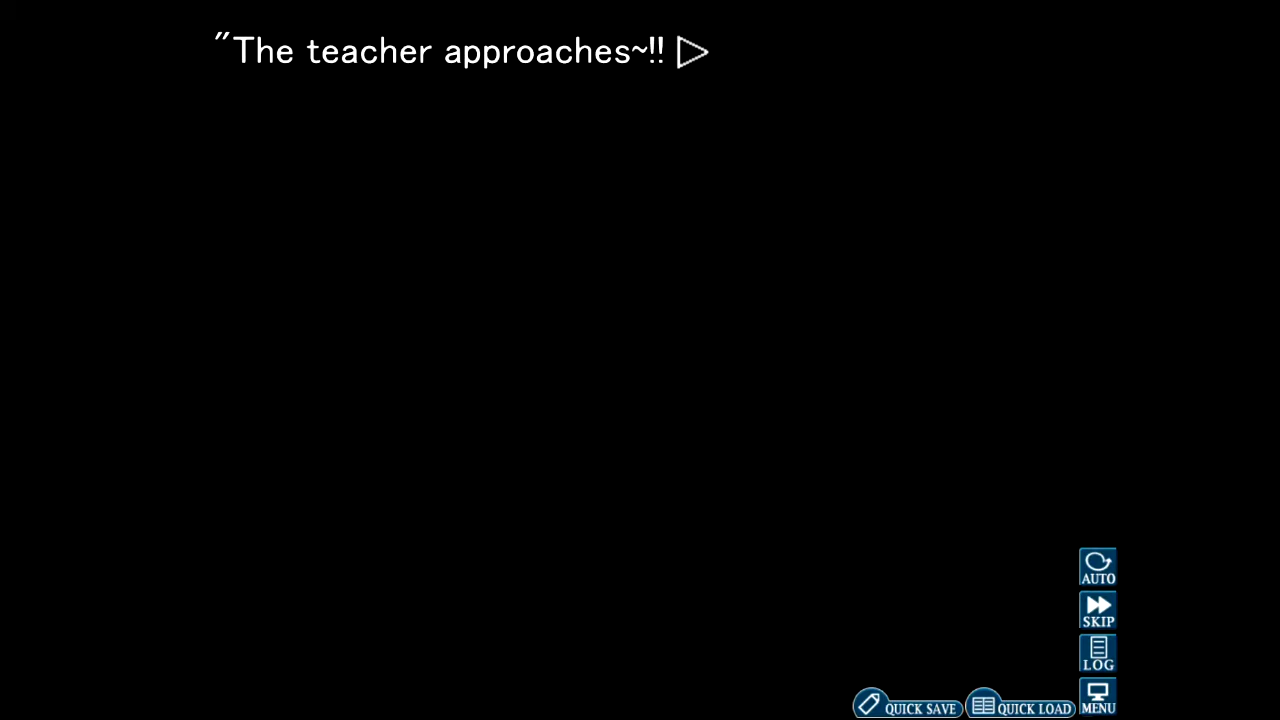 "The teacher approaches~!!
AUTO
SKIP
LOG
MENU
QUICK SAVE
QUICK LOAD